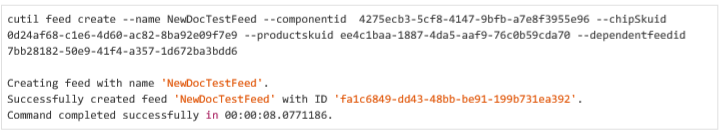 cutil feed create --name NewDocTestFeed --componentid  4275ecb3-5cf8-4147-9bfb-a7e8f3955e96 --chipSkuid
0d24af68-c1e6-4d60-ac82-8ba92e09f7e9 --productskuid ee4c1baa-1887-4da5-aaf9-76c0b59cda70 --dependentfeedid
7bb28182-50e9-41f4-a357-1d672ba3bdd6

Creating feed with name 'NewDocTestFeed'.
Successfully created feed 'NewDocTestFeed' with ID 'fa1c6849-dd43-48bb-be91-199b731ea392'.
Command completed successfully in 00:00:08.0771186.